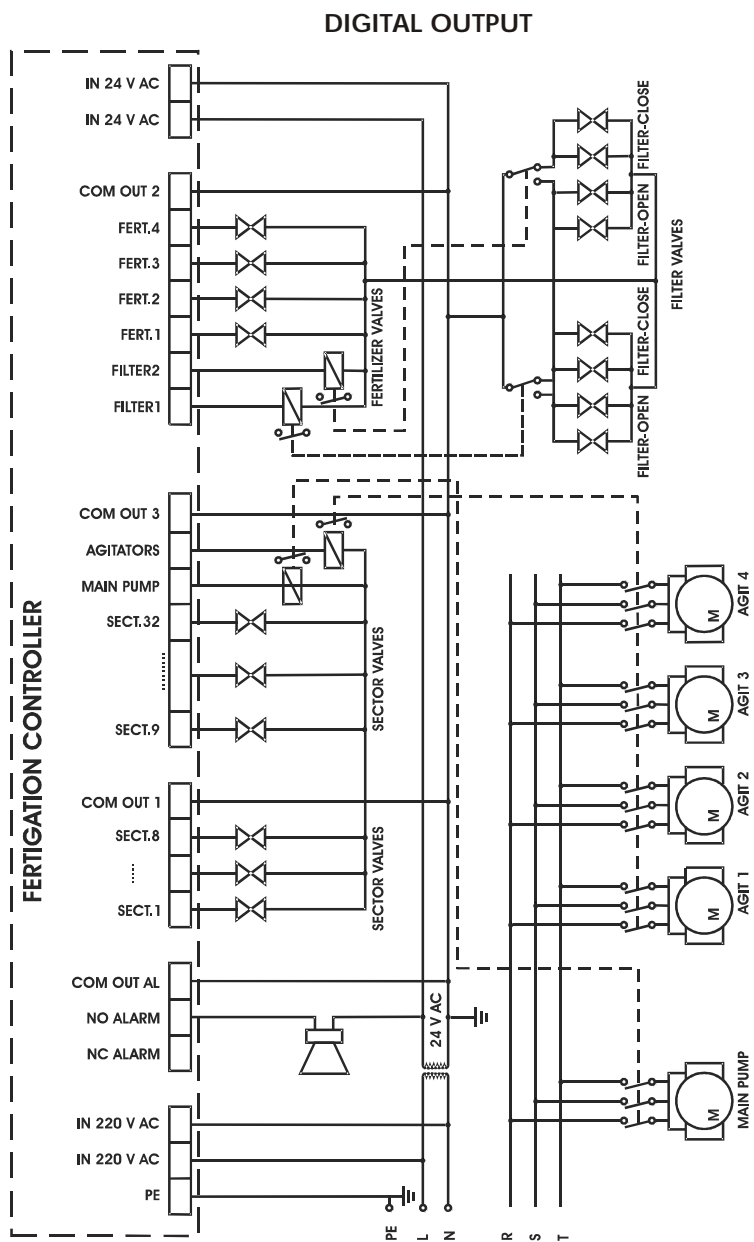 DIGITAL OUTPUT
FERTIGATION CONTROLLER
IN 24 V AC
IN 24 V AC
COM OUT 2
FERT.4
FERT.3
FERT.2
FERT.1
FILTER2
FILTER1
FERTILIZER VALVES
FILTER-CLOSE
FILTER-OPEN
FILTER-CLOSE
FILTER-OPEN
FILTER VALVES
COM OUT 3
AGITATORS
MAIN PUMP
SECT.32
SECT.9
SECTOR VALVES
COM OUT 1
SECT.8
SECT.1
SECTOR VALVES
COM OUT AL
NO ALARM
NC ALARM
24 V AC
IN 220 V AC
IN 220 V AC
PE
PE
L
N
R
S
T
M
AGIT 4
M
AGIT 3
M
AGIT 2
M
AGIT 1
M
MAIN PUMP